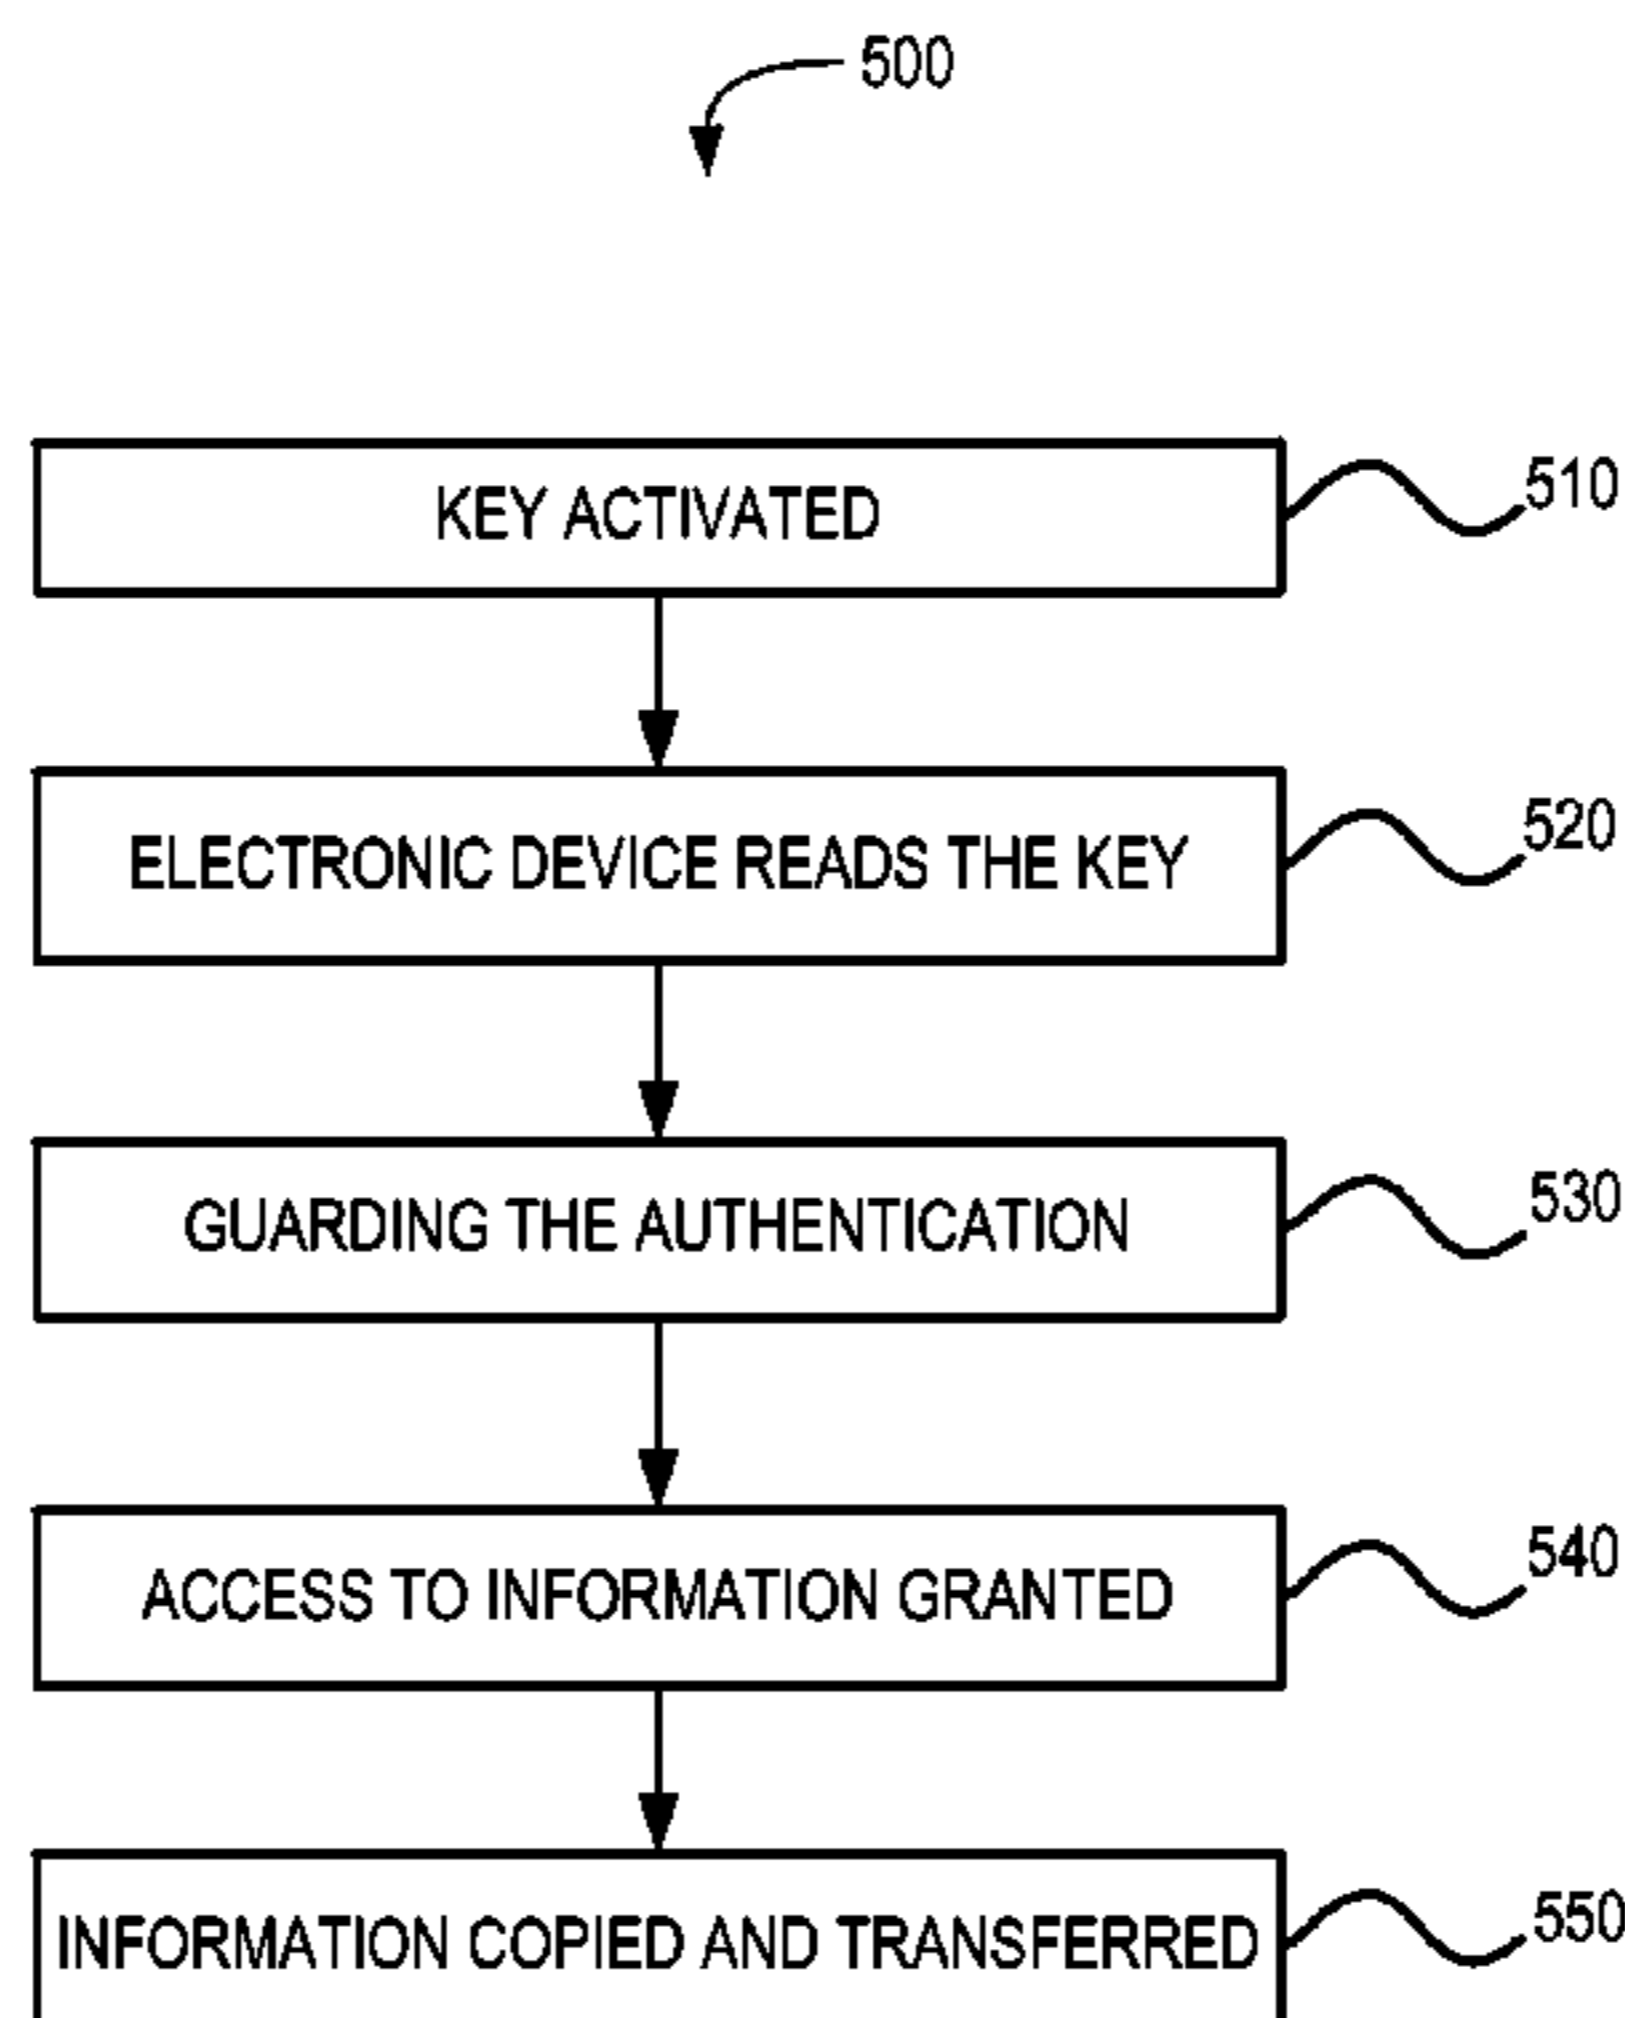 500
KEY ACTIVATED
510
ELECTRONIC DEVICE READS THE KEY
520
GUARDING THE AUTHENTICATION
530
ACCESS TO INFORMATION GRANTED
540
INFORMATION COPIED AND TRANSFERRED
550